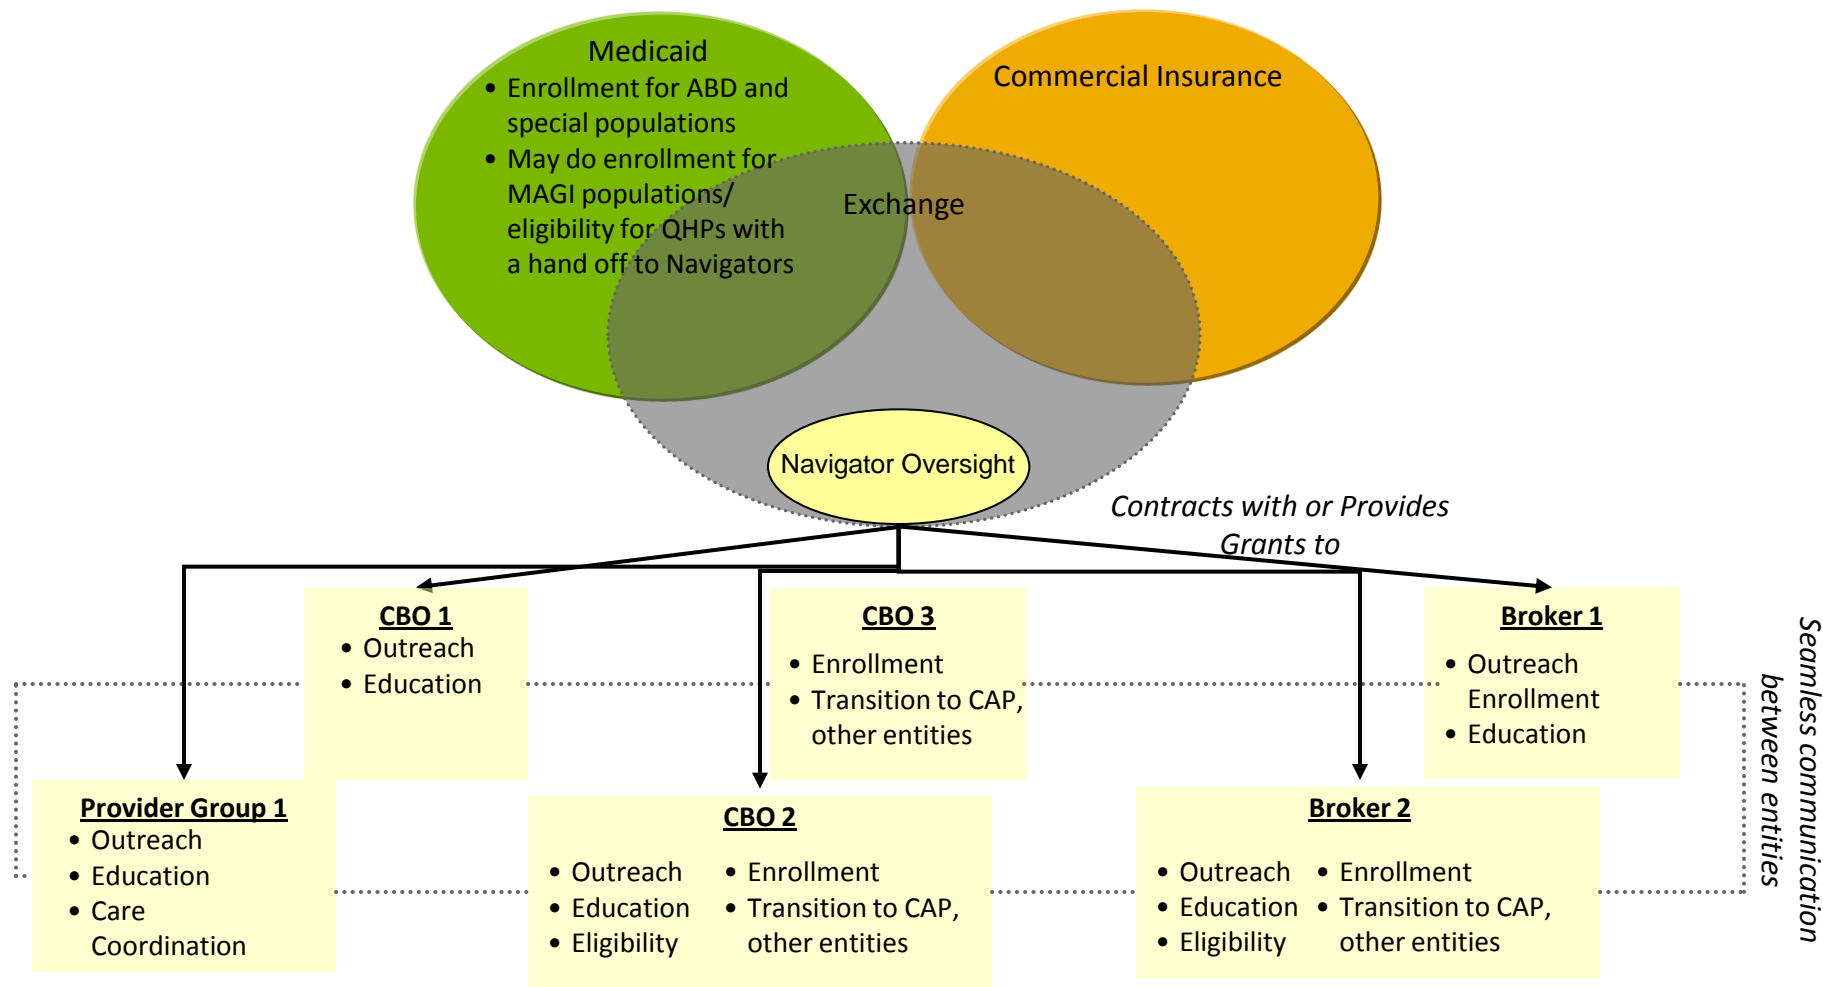 Medicaid
• Enrollment for ABD and
special populations
• May do enrollment for
MAGI populations/
eligibility for QHPs with
a hand off to Navigators
Commercial Insurance
Exchange
Navigator Oversight
Contracts with or Provides
Grants to
CBO 1
• Outreach
• Education
CBO 3
• Enrollment
• Transition to CAP,
other entities
Broker 1
• Outreach
Enrollment
• Education
Seamless communication
between entities
Provider Group 1
• Outreach
• Education
• Care
Coordination
CBO 2
• Outreach
• Education
• Eligibility
• Enrollment
• Transition to CAP,
other entities
Broker 2
• Outreach
• Education
• Eligibility
• Enrollment
• Transition to CAP,
other entities